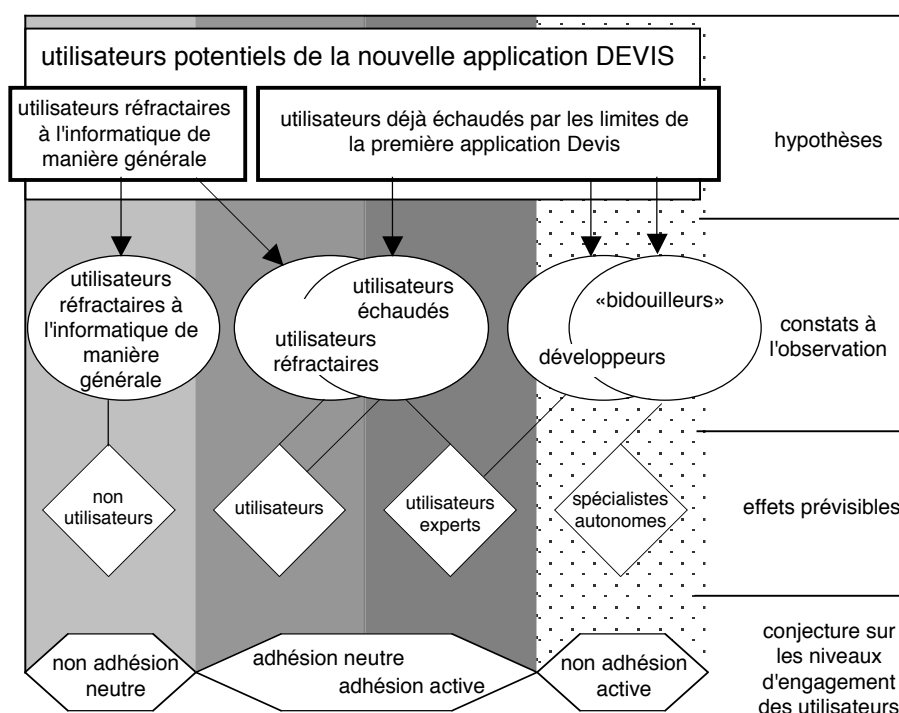 utilisateurs potentiels de la nouvelle application DEVIS
utilisateurs réfractaires
à l'informatique de
manière générale
utilisateurs déjà échaudés par les limites de
la première application Devis
hypothèses
utilisateurs
réfractaires à
l'informatique de
manière
générale
utilisateurs
échaudés
utilisateurs
réfractaires
«bidouilleurs»
développeurs
constats à
l'observation
non
utilisateurs
utilisateurs
utilisateurs
experts
spécialistes
autonomes
effets prévisibles
non adhésion
neutre
adhésion neutre
adhésion active
non adhésion
active
conjecture sur
les niveaux
d'engagement
des utilisateurs